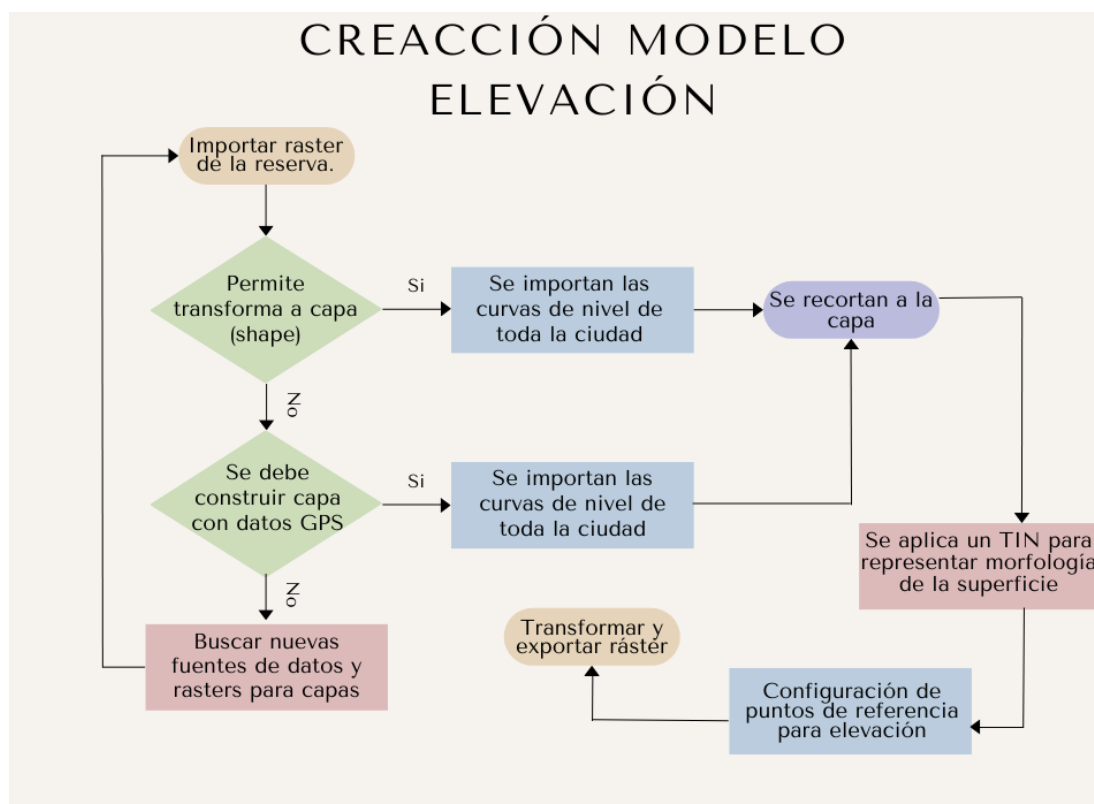 CREACCIÓN MODELO
ELEVACIÓN
Importar raster
de la reserva.
Permite
transforma a capa
(shape)
Si
Se importan las
curvas de nivel de
toda la ciudad
Se recortan a la
capa
No
Se debe
construir capa
con datos GPS
Si
Se importan las
curvas de nivel de
toda la ciudad
Se aplica un TIN para
representar morfología
de la superficie
No
Buscar nuevas
fuentes de datos y
rasters para capas
Transformar y
exportar ráster
Configuración de
puntos de referencia
para elevación